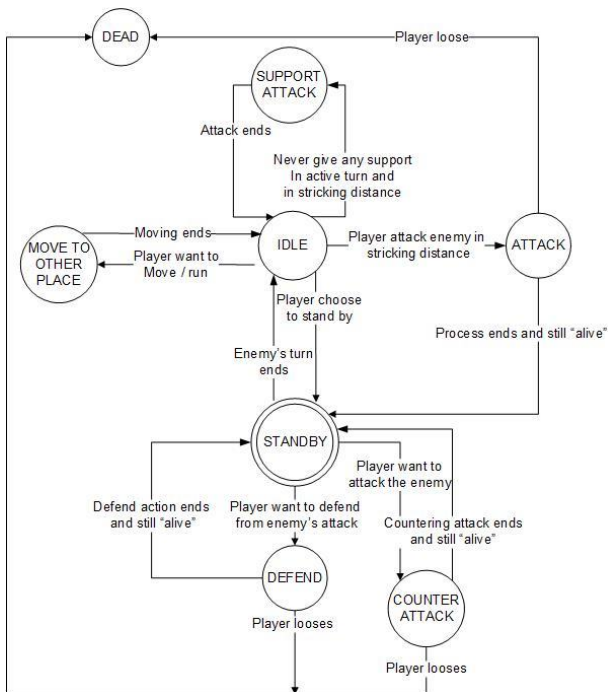 DEAD
Player loose
SUPPORT
ATTACK
Attack ends
Never give any support
In active turn and
in stricking distance
Moving ends
MOVE TO
OTHER
PLACE
Player want to
Move / run
IDLE
Player attack enemy in
stricking distance
ATTACK
Player choose
to stand by
Process ends and still “alive”
Enemy’s turn
ends
STANDBY
Player want to
attack the enemy
Defend action ends
and still “alive”
Player want to defend
from enemy’s attack
Countering attack ends
and still “alive”
DEFEND
COUNTER
ATTACK
Player looses
Player looses